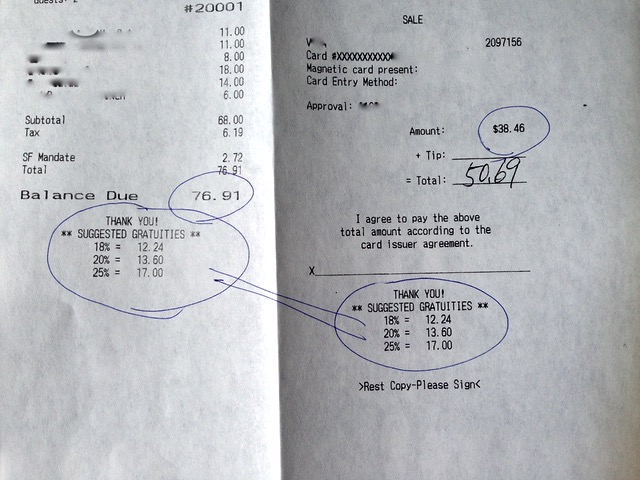 #20001
11.00
11.00
8.00
18.00
14.00
6.00
Subtotal 68.00
Tax 6.19
SF Mandate 2.72
Total 76.91
Balance Due 76.91
THANK YOU!
** SUGGESTED GRATUITIES **
18% = 12.24
20% = 13.60
25% = 17.00
SALE
2097156
Card #XXXXXXXXXXX
Magnetic card present:
Card Entry Method:
Approval:
Amount: $38.46
+ Tip:
= Total: 50.69
I agree to pay the above
total amount according to the
card issuer agreement.
X
THANK YOU!
** SUGGESTED GRATUITIES **
18% = 12.24
20% = 13.60
25% = 17.00
>Rest Copy-Please Sign<